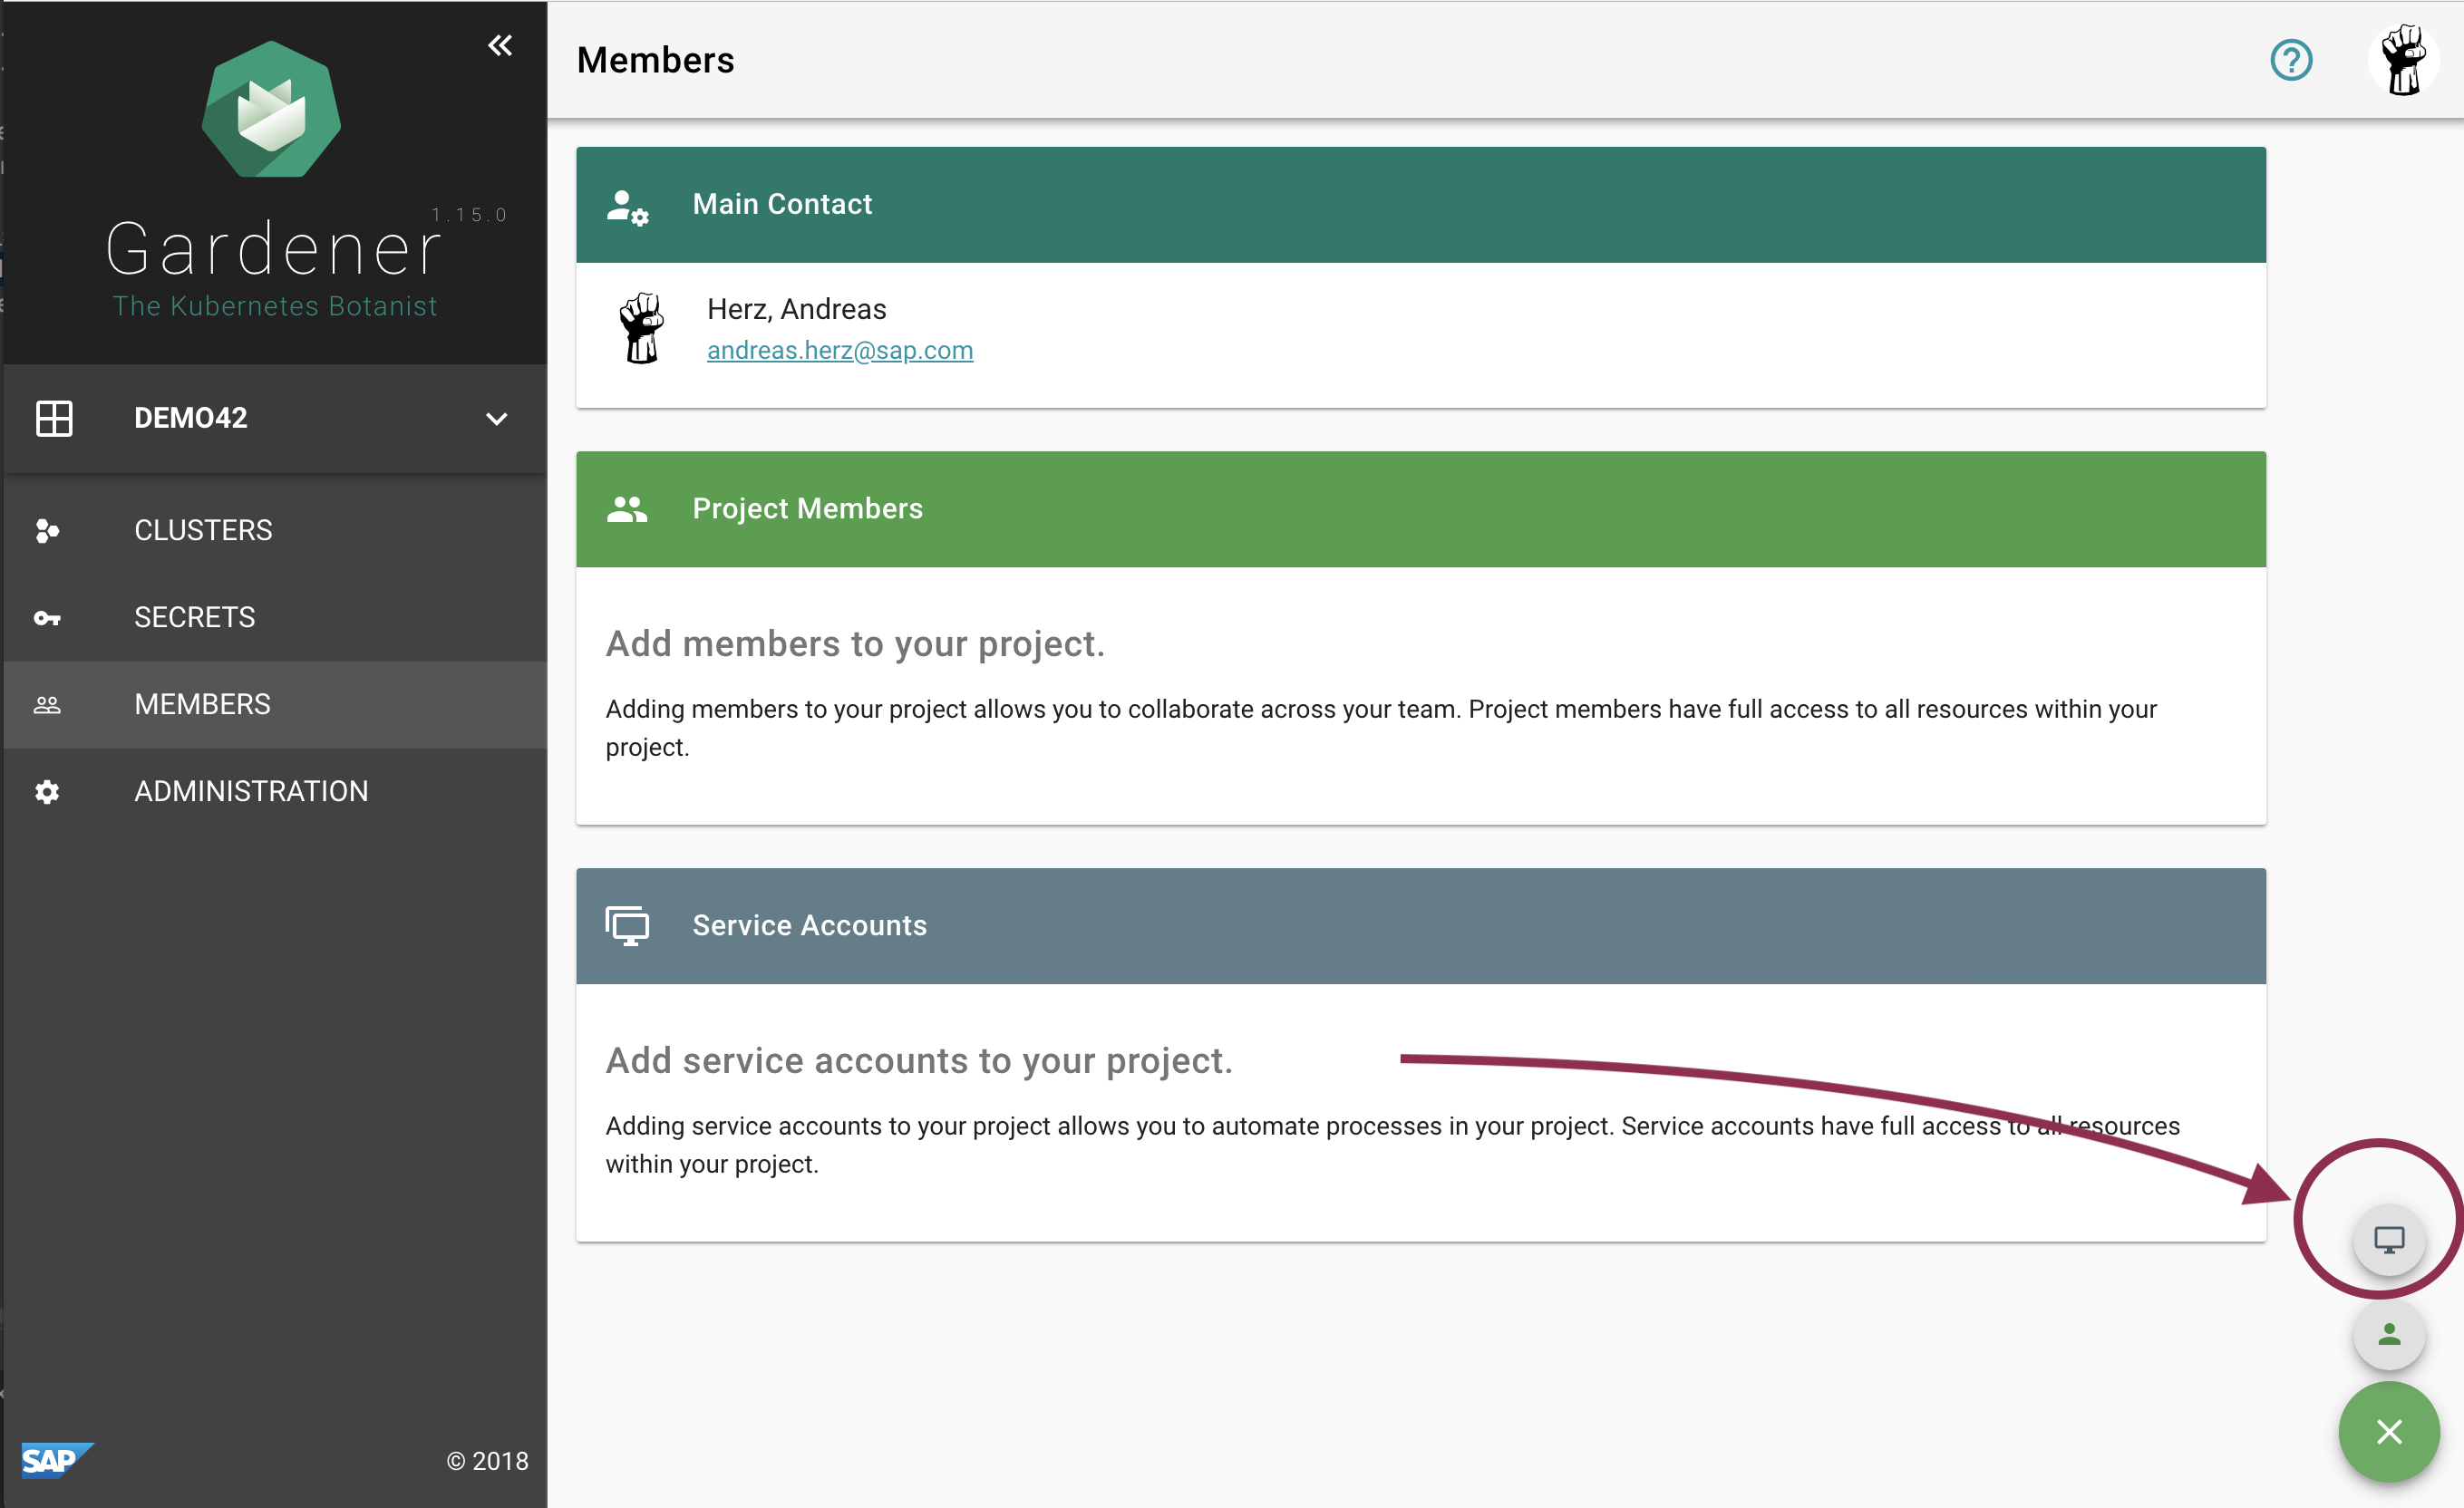 1.15.0
Gardener
The Kubernetes Botanist
DEMO42
CLUSTERS
SECRETS
MEMBERS
ADMINISTRATION
SAP
© 2018
Members
Main Contact
Herz, Andreas
andreas.herz@sap.com
Project Members
Add members to your project.
Adding members to your project allows you to collaborate across your team. Project members have full access to all resources within your
project.
Service Accounts
Add service accounts to your project.
Adding service accounts to your project allows you to automate processes in your project. Service accounts have full access to all resources
within your project.